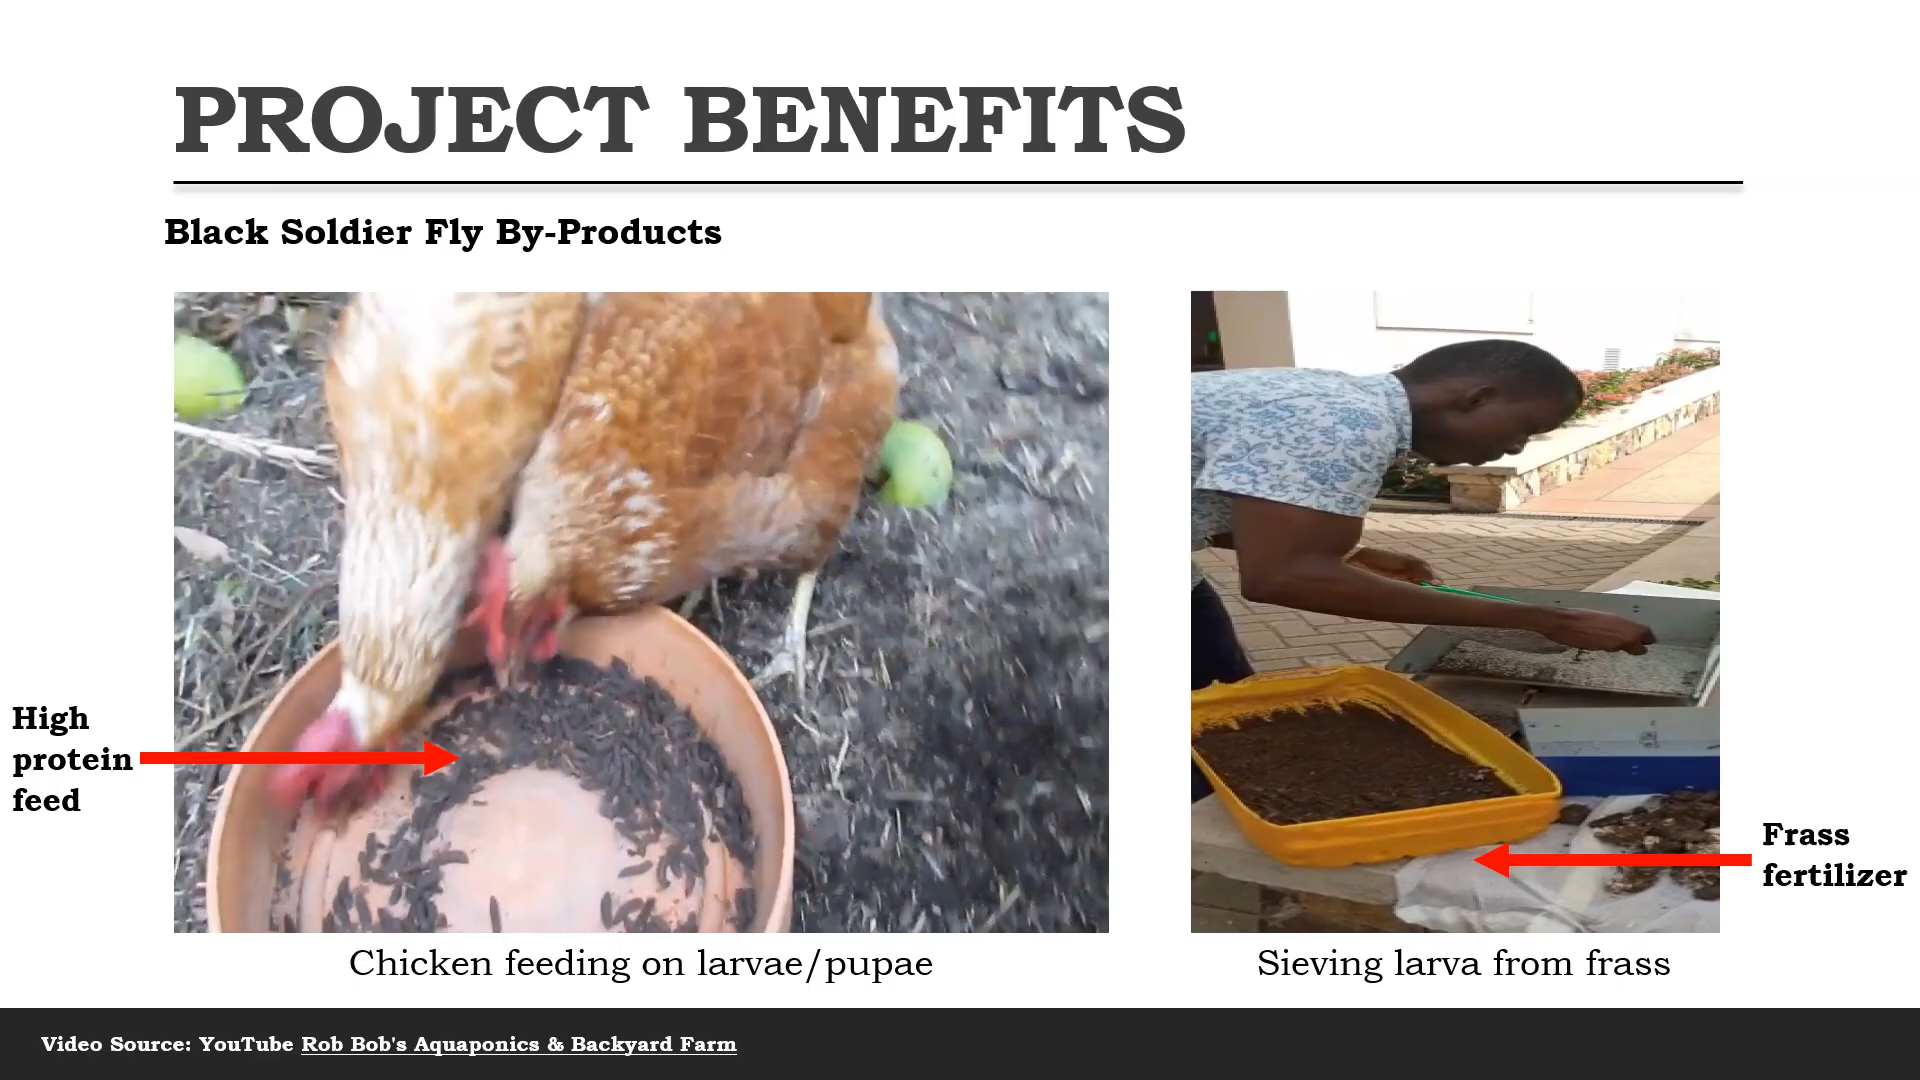 PROJECT BENEFITS
Black Soldier Fly By-Products
High
protein
feed
Frass
fertilizer
Chicken feeding on larvae/pupae
Sieving larva from frass
Video Source: YouTube Rob Bob's Aquaponics & Backyard Farm